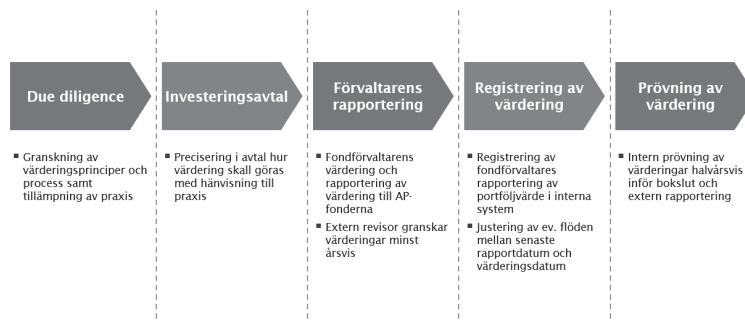 Due diligence
▪ Granskning av
värderingsprinciper och
process samt
tillämpning av praxis
Investeringsavtal
▪ Precisering i avtal hur
värdering skall göras
med hänvisning till
praxis
Förvaltarens
rapportering
▪ Fondförvaltarens
värdering och
rapportering av
värdering till AP-
fonderna
▪ Extern revisor granskar
värderingar minst
årsvis
Registrering av
värdering
▪ Registrering av
fondförvaltares
rapportering av
portföljvärde i interna
system
▪ Justering av ev. flöden
mellan senaste
rapportdatum och
värderingsdatum
Prövning av
värdering
▪ Intern prövning av
värderingar halvårsvis
inför bokslut och
extern rapportering